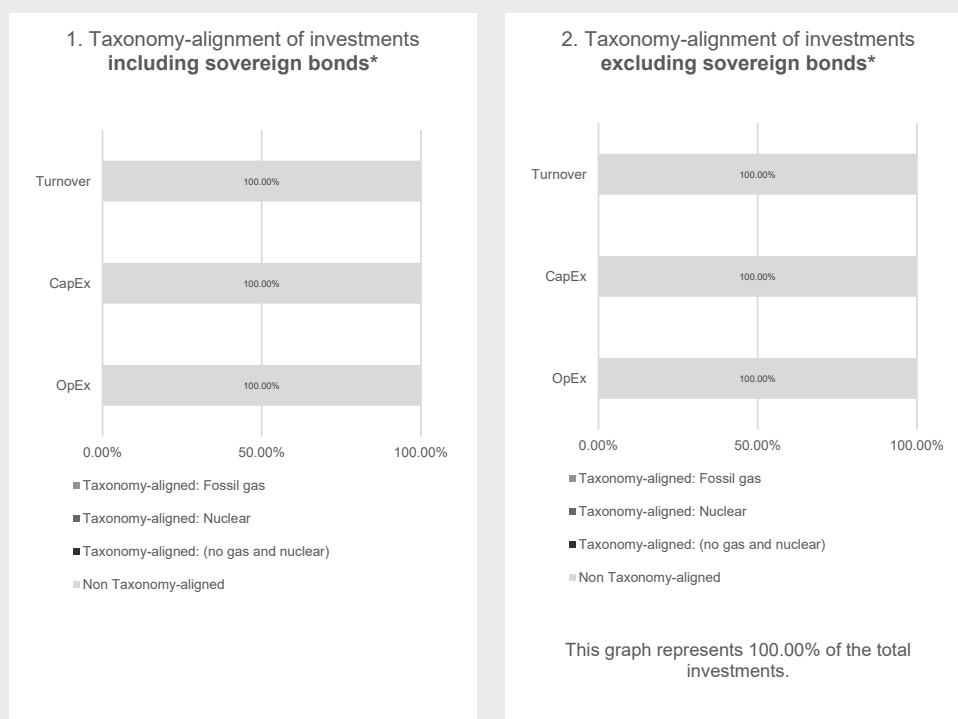 1. Taxonomy-alignment of investments
including sovereign bonds*
Turnover
100.00%
CapEx
100.00%
OpEx
100.00%
0.00% 50.00% 100.00%
Taxonomy-aligned: Fossil gas
Taxonomy-aligned: Nuclear
Taxonomy-aligned: (no gas and nuclear)
Non Taxonomy-aligned
2. Taxonomy-alignment of investments
excluding sovereign bonds*
Turnover
100.00%
CapEx
100.00%
OpEx
100.00%
0.00% 50.00% 100.00%
Taxonomy-aligned: Fossil gas
Taxonomy-aligned: Nuclear
Taxonomy-aligned: (no gas and nuclear)
Non Taxonomy-aligned
This graph represents 100.00% of the total
investments.